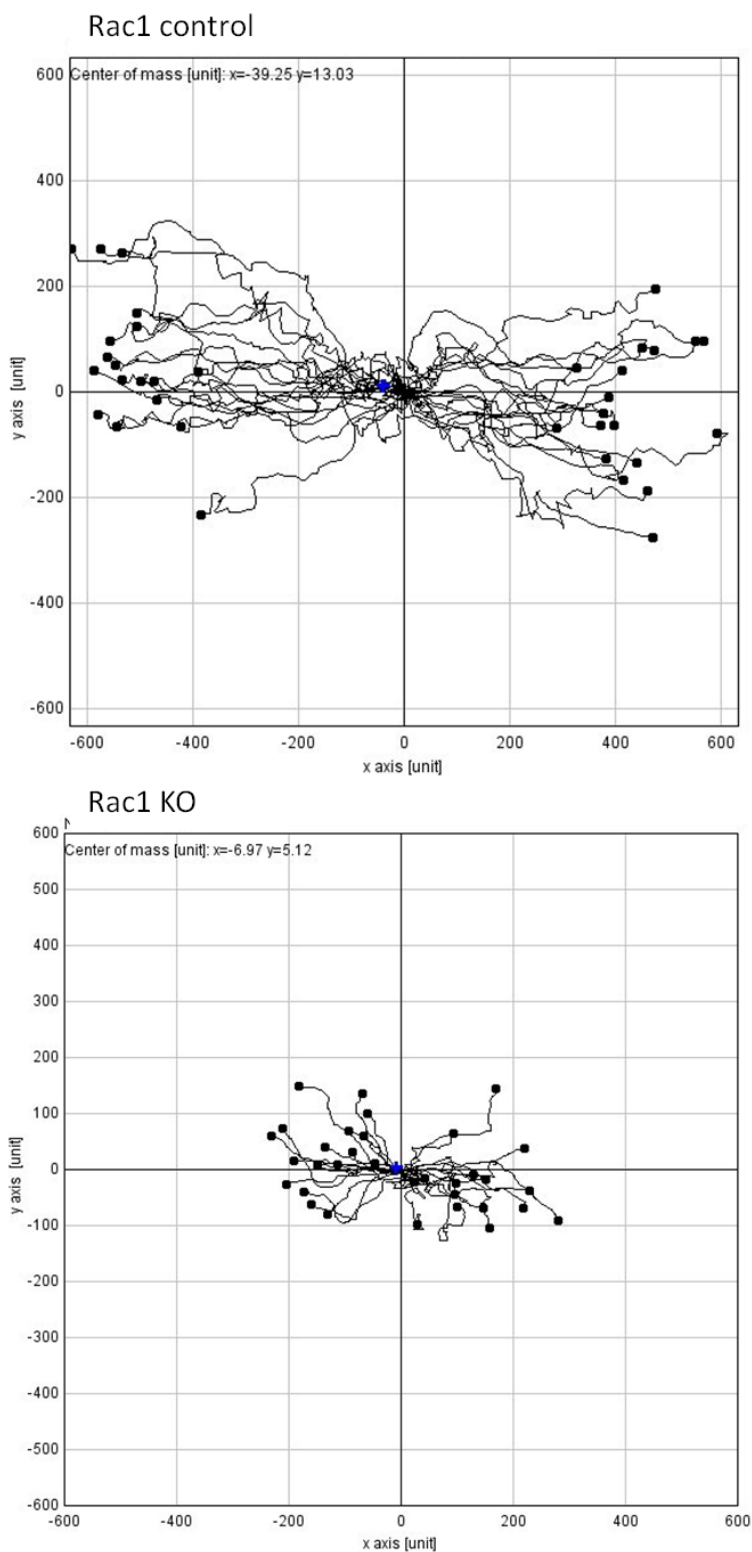 Rac1 control
600
Center of mass [unit]: x=-39.25 y=13.03
400
200
y axis [unit]
0
-200
-400
-600
-600 -400 -200 0 200 400 600
x axis [unit]
Rac1 KO
600
Center of mass [unit]: x=-6.97 y=5.12
500
400
300
200
100
y axis [unit]
0
-100
-200
-300
-400
-500
-600
-600 -400 -200 0 200 400 600
x axis [unit]